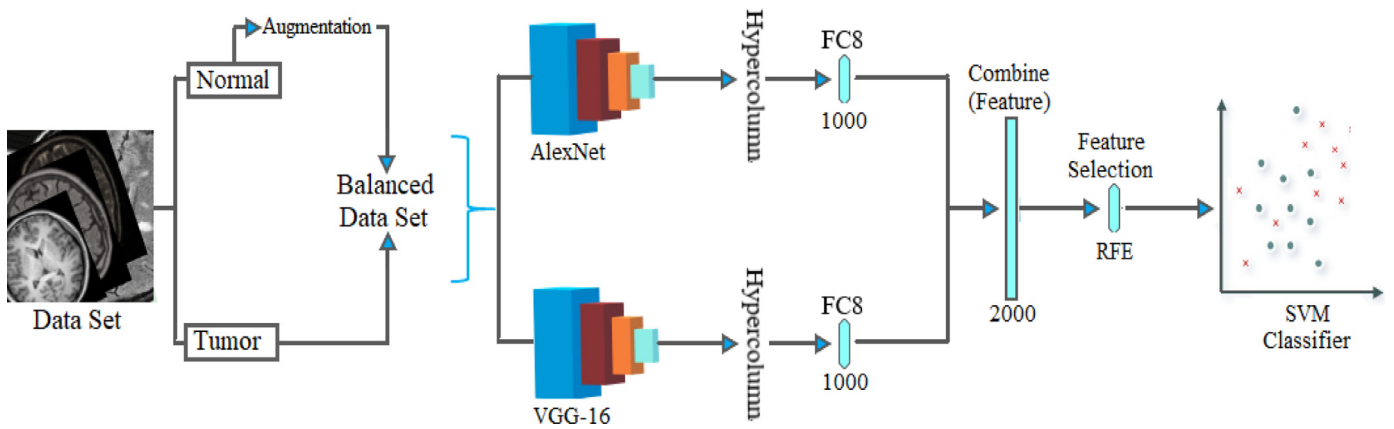 Augmentation
Normal
Data Set
Tumor
Balanced
Data Set
AlexNet
Hypercolumn
FC8
1000
VGG-16
Hypercolumn
FC8
1000
Combine
(Feature)
2000
Feature
Selection
RFE
SVM
Classifier